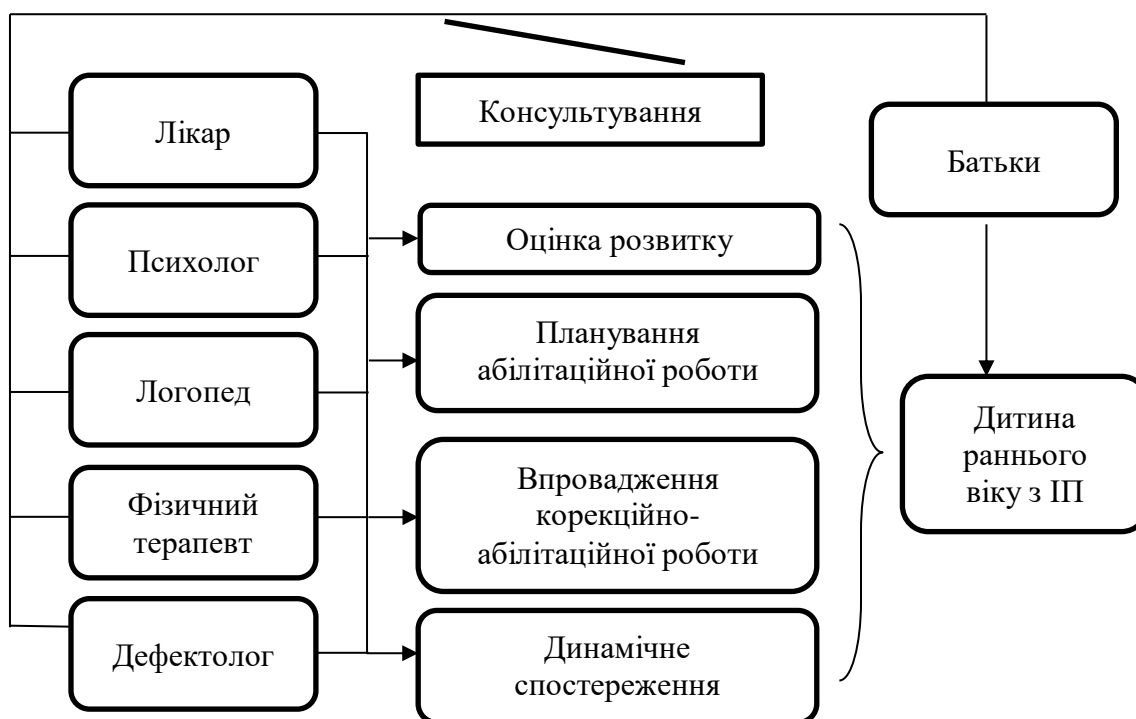 Лікар
Психолог
Логопед
Фізичний
терапевт
Дефектолог
Консультування
Оцінка розвитку
Планування
абілітаційної роботи
Впровадження
корекційно-
абілітаційної роботи
Динамічне
спостереження
Батьки
Дитина
раннього
віку з ІП